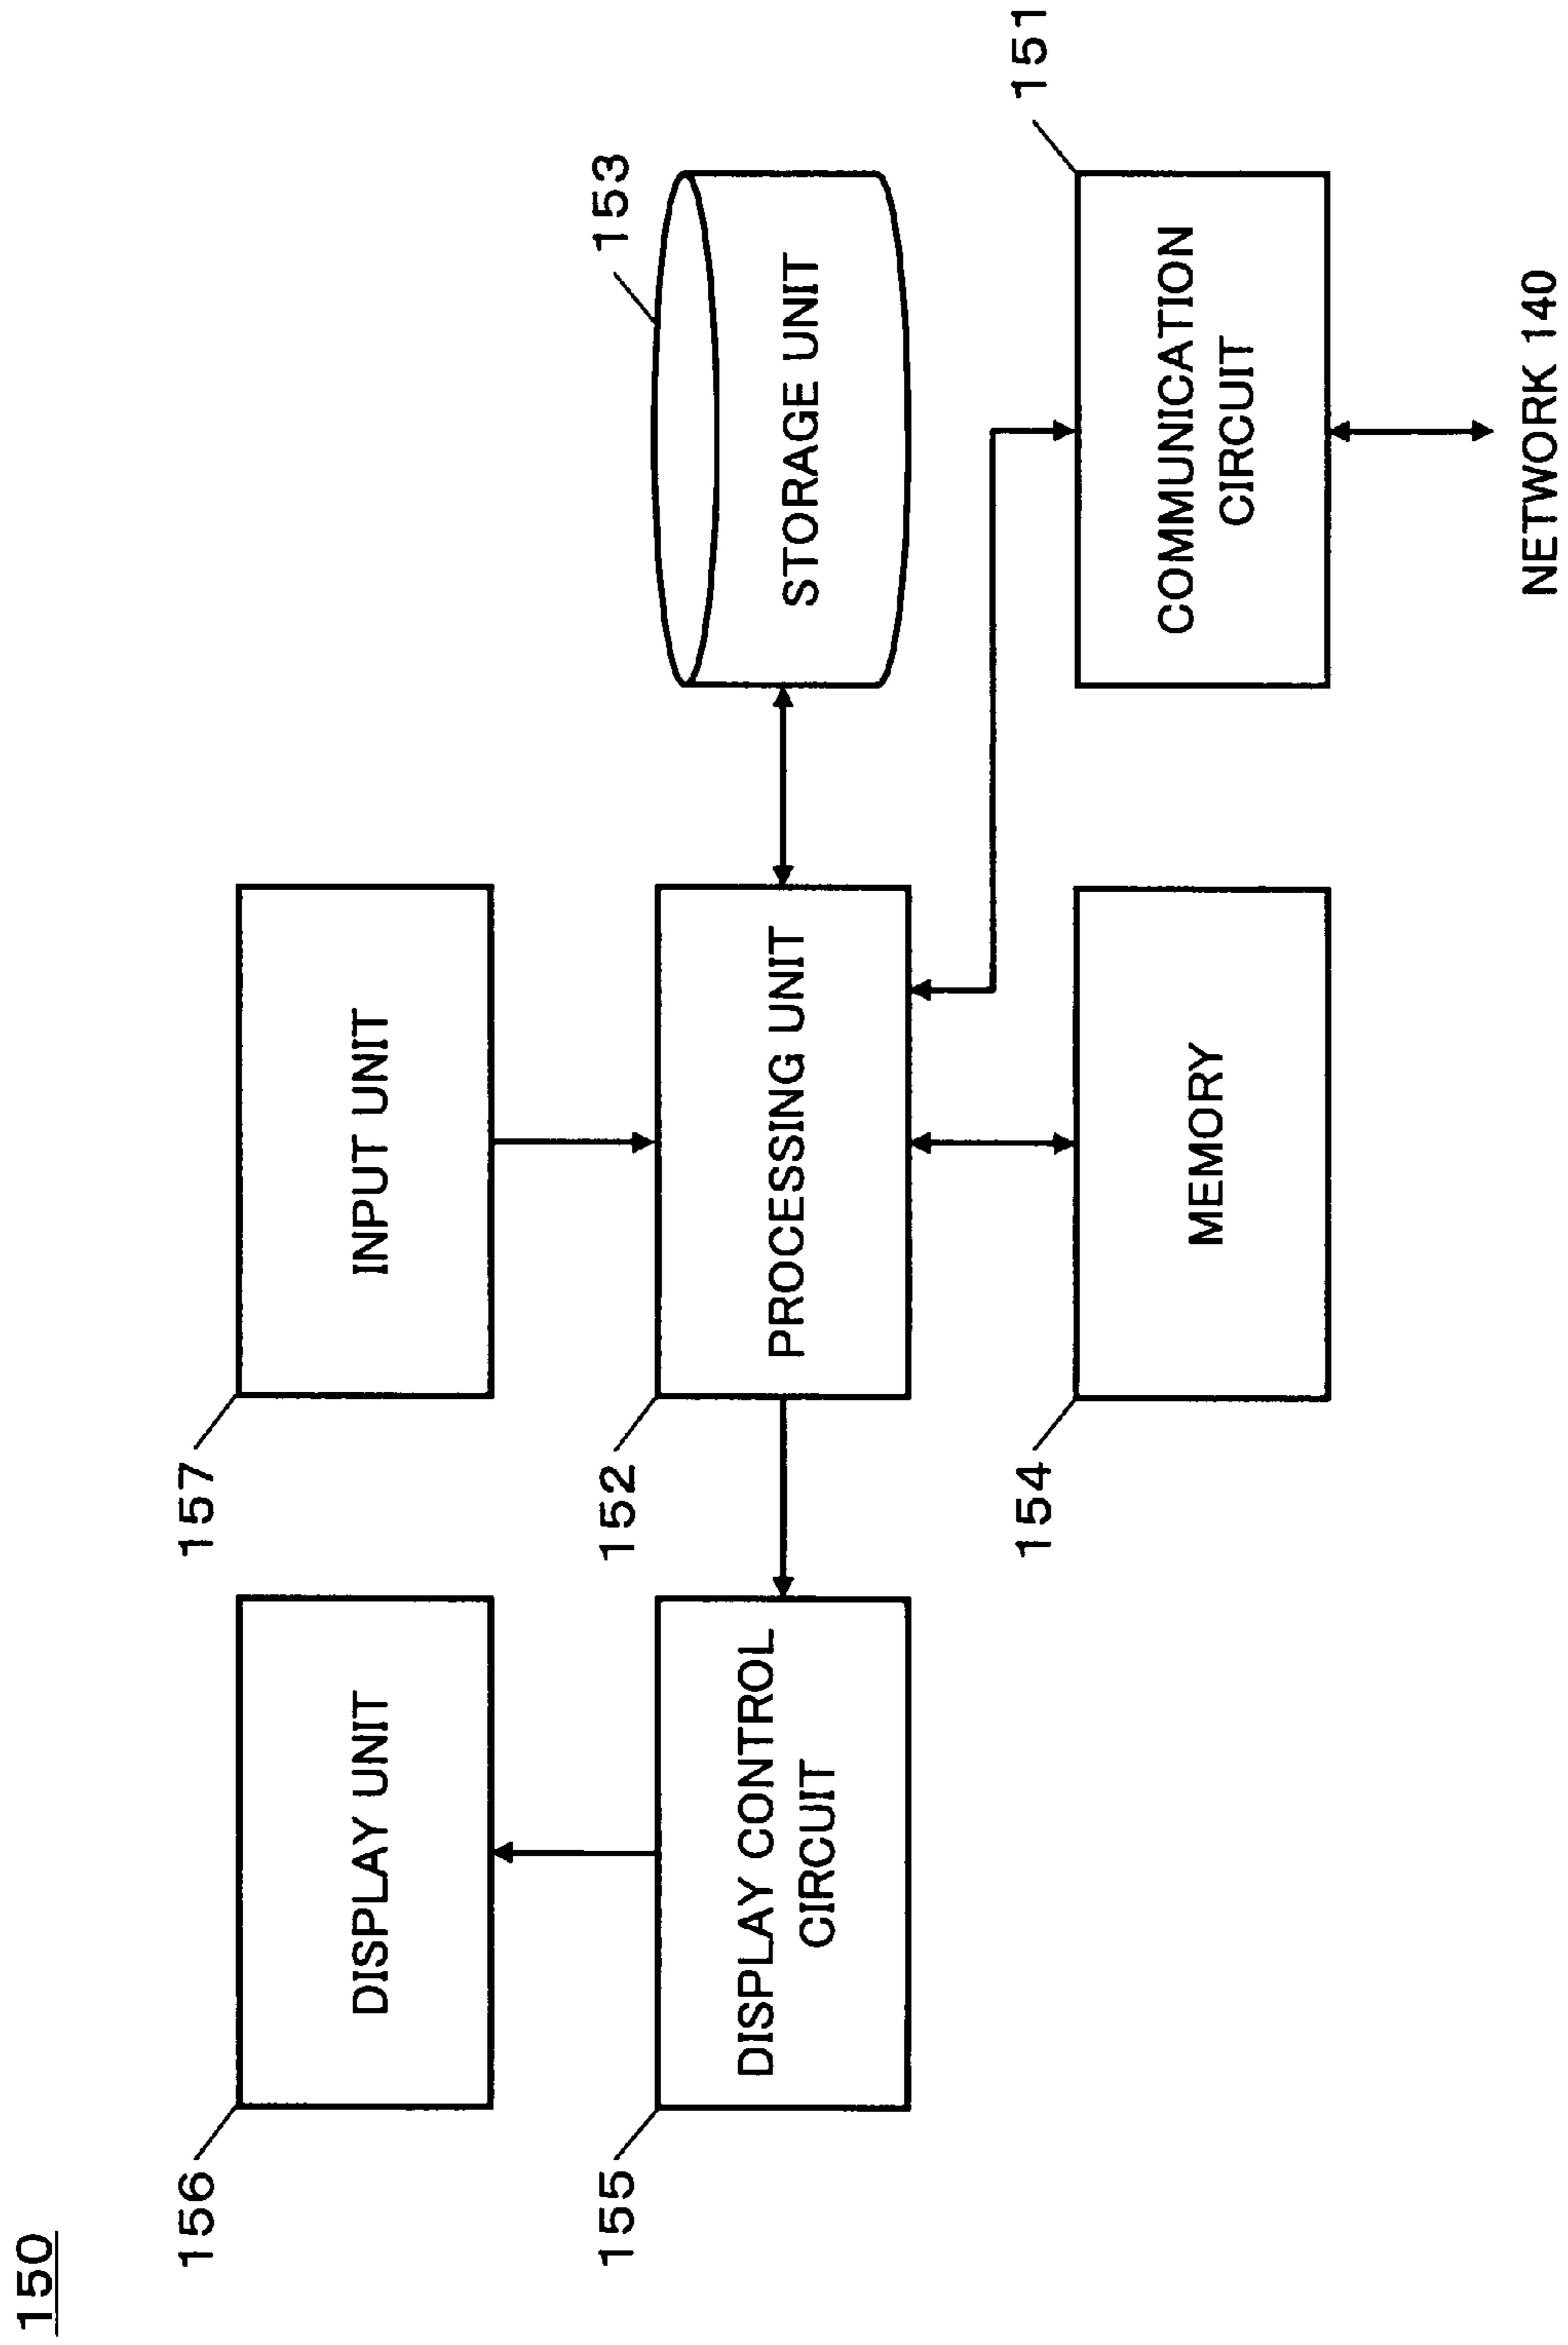 150
156
DISPLAY UNIT
157
INPUT UNIT
155
DISPLAY CONTROL
CIRCUIT
152
PROCESSING UNIT
153
STORAGE UNIT
154
MEMORY
151
COMMUNICATION
CIRCUIT
NETWORK 140